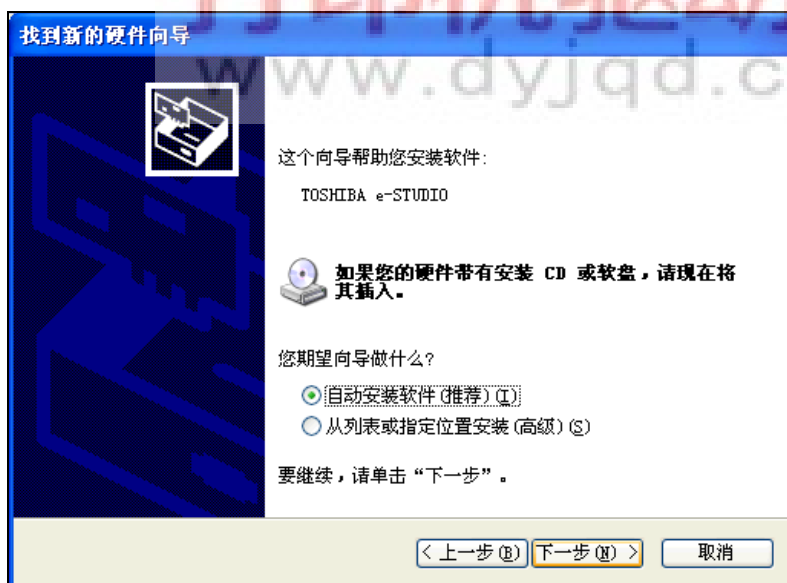 找到新的硬件向导
www.dyjqd.c
这个向导帮助您安装软件:
TOSHIBA e-STUDIO
如果您的硬件带有安装 CD 或软盘，请现在将
其插入。
您期望向导做什么?
自动安装软件(推荐)(I)
从列表或指定位置安装(高级)(S)
要继续，请单击“下一步”。
< 上一步(B)
下一步(N) >
取消